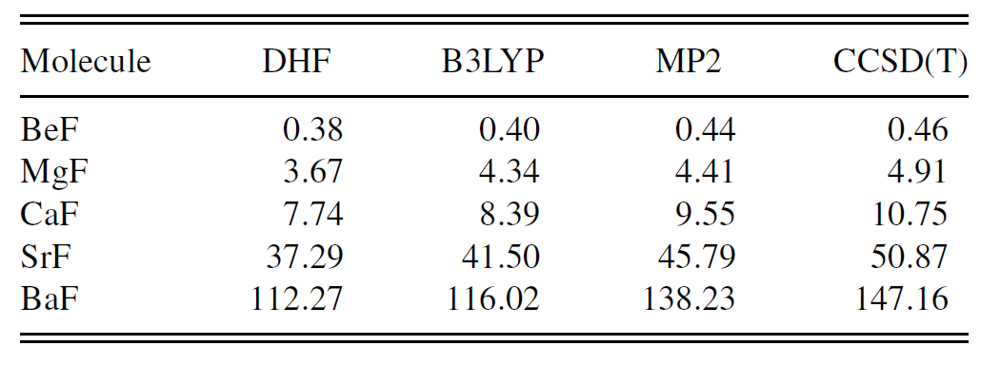 Molecule DHF B3LYP MP2 CCSD(T)
BeF 0.38 0.40 0.44 0.46
MgF 3.67 4.34 4.41 4.91
CaF 7.74 8.39 9.55 10.75
SrF 37.29 41.50 45.79 50.87
BaF 112.27 116.02 138.23 147.16